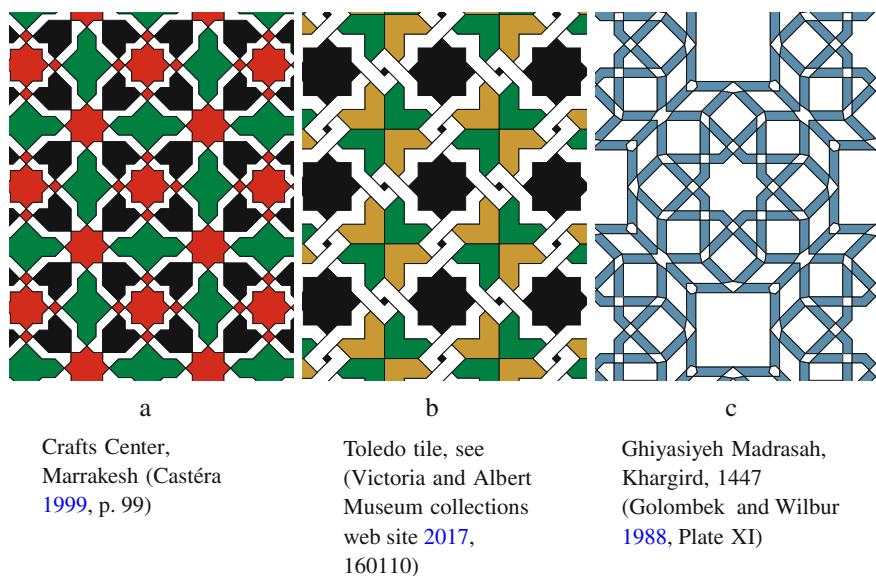 a
b
c
Crafts Center,
Marrakesh (Castéra
1999, p. 99)
Toledo tile, see
(Victoria and Albert
Museum collections
web site 2017,
160110)
Ghiyasiyeh Madrasah,
Khargird, 1447
(Golombek and Wilbur
1988, Plate XI)